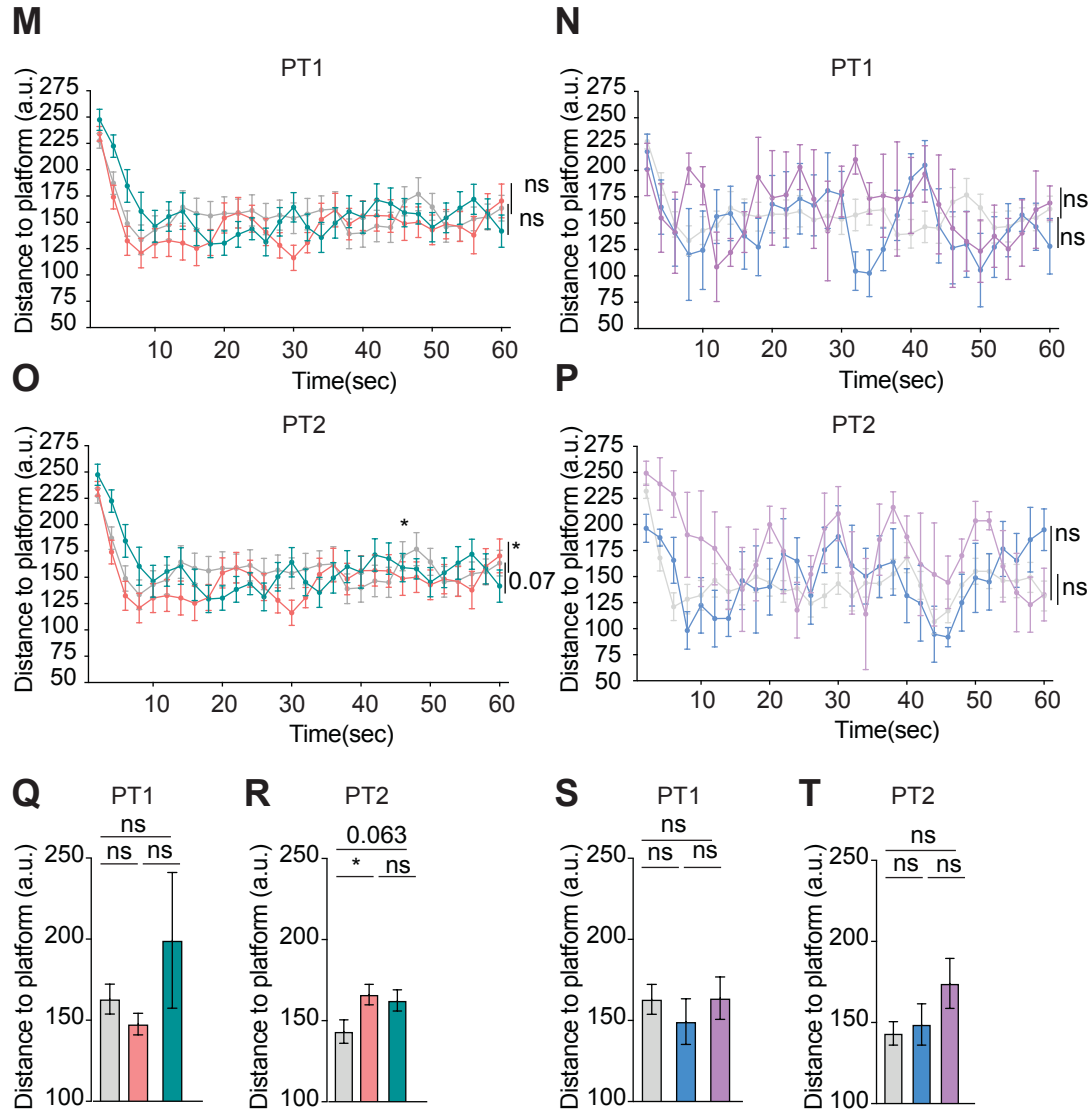 M
PT1
Distance to platform (a.u.)
275
250
225
200
175
150
125
100
75
50
ns
ns
10 20 30 40 50 60
Time(sec)
N
PT1
Distance to platform (a.u.)
275
250
225
200
175
150
125
100
75
50
ns
ns
10 20 30 40 50 60
Time(sec)
O
PT2
Distance to platform (a.u.)
275
250
225
200
175
150
125
100
75
50
*
*
0.07
10 20 30 40 50 60
Time(sec)
P
PT2
Distance to platform (a.u.)
275
250
225
200
175
150
125
100
75
50
ns
ns
10 20 30 40 50 60
Time(sec)
Q
PT1
ns
ns ns
Distance to platform (a.u.)
250
200
150
100
R
PT2
0.063
* ns
Distance to platform (a.u.)
250
200
150
100
S
PT1
ns
ns ns
Distance to platform (a.u.)
250
200
150
100
T
PT2
ns
ns ns
Distance to platform (a.u.)
250
200
150
100